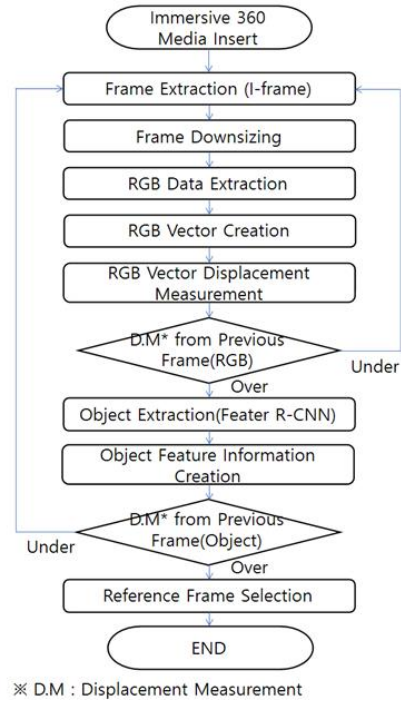 Immersive 360
Media Insert
Frame Extraction (I-frame)
Frame Downsizing
RGB Data Extraction
RGB Vector Creation
RGB Vector Displacement
Measurement
D.M* from Previous
Frame(RGB)
Under
Over
Object Extraction(Feater R-CNN)
Object Feature Information
Creation
D.M* from Previous
Frame(Object)
Under
Over
Reference Frame Selection
END
※ D.M : Displacement Measurement